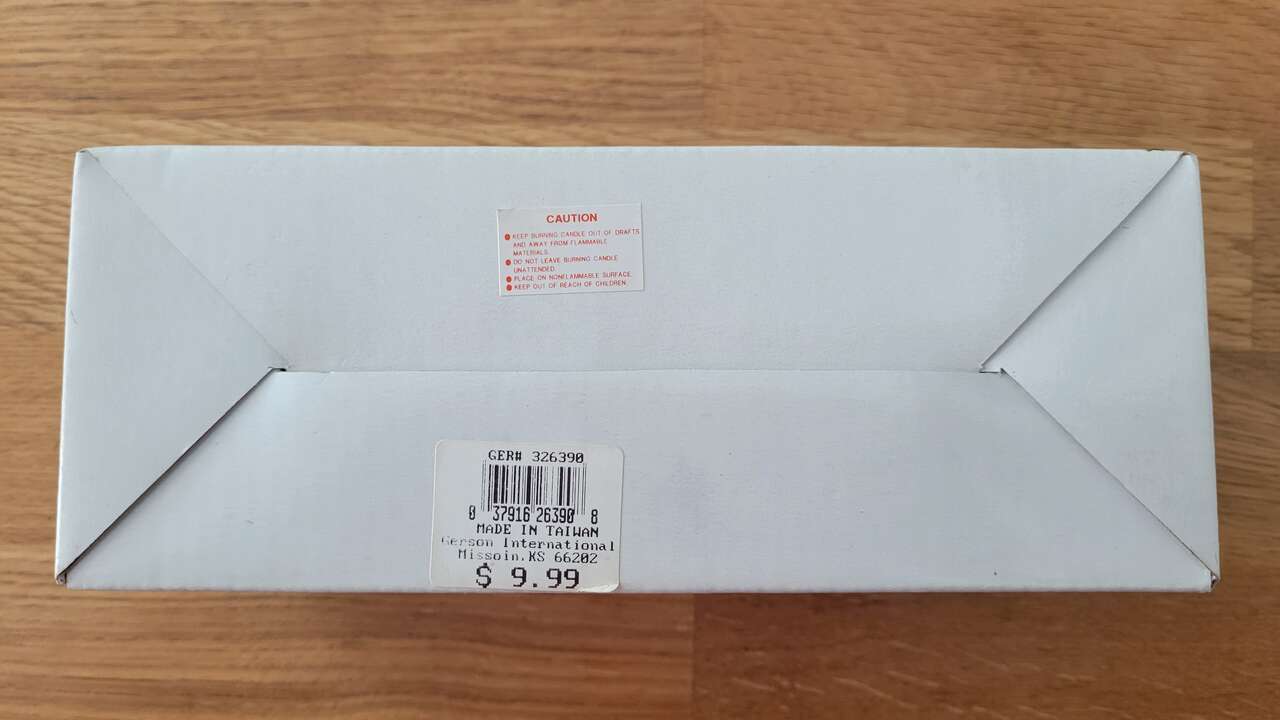 CAUTION
KEEP BURNING CANDLE OUT OF DRAFTS
AND AWAY FROM FLAMMABLE
MATERIALS.
DO NOT LEAVE BURNING CANDLE
UNATTENDED.
PLACE ON NONFLAMMABLE SURFACE.
KEEP OUT OF REACH OF CHILDREN.
GER# 326390
0 37916 26390 8
MADE IN TAIWAN
Gerson International
Missoin.KS 66202
$ 9.99